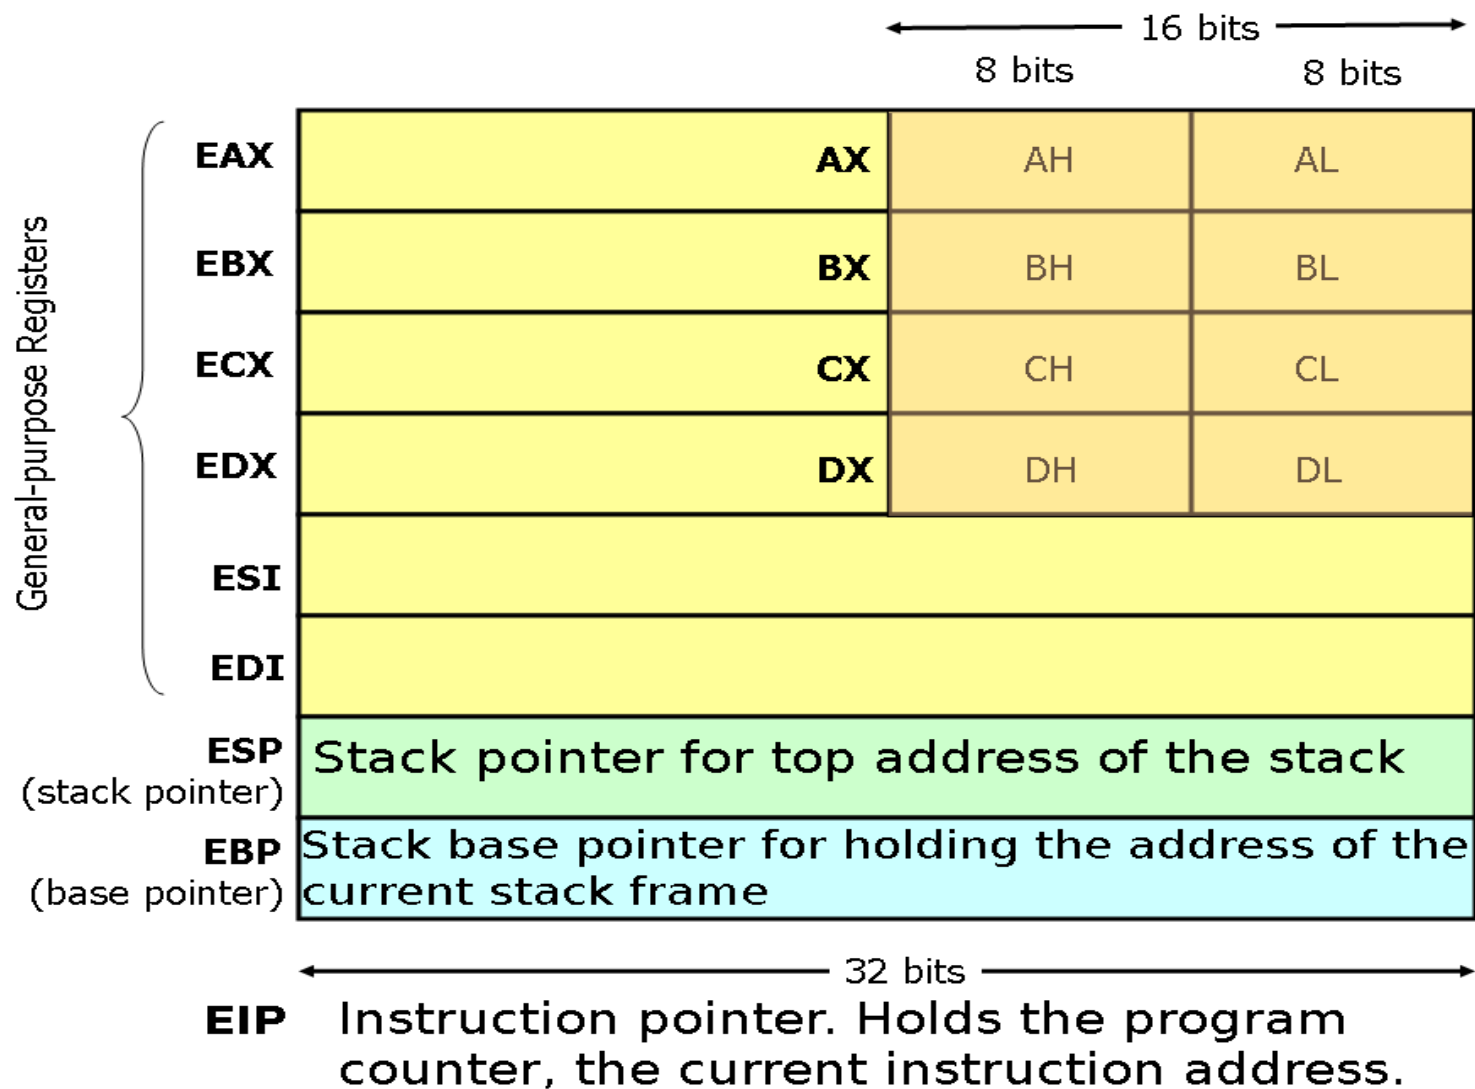 16 bits
8 bits 8 bits
General-purpose Registers
EAX AX AH AL
EBX BX BH BL
ECX CX CH CL
EDX DX DH DL
ESI
EDI
ESP Stack pointer for top address of the stack
(stack pointer)
EBP Stack base pointer for holding the address of the
(base pointer) current stack frame
32 bits
EIP Instruction pointer. Holds the program
counter, the current instruction address.